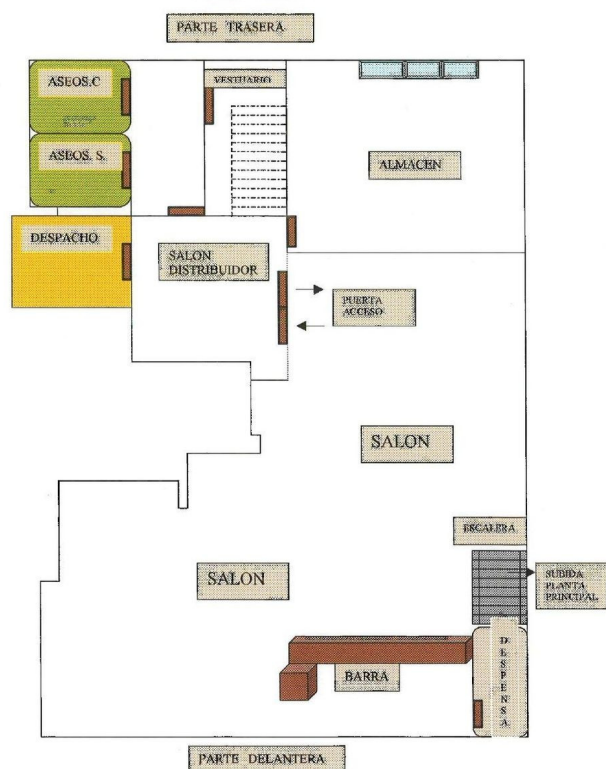 PARTE TRASERA
ASEOS.C
VESTUARIO
ASEOS. S.
ALMACEN
DESPACHO
SALON
DISTRIBUIDOR
PUERTA
ACCESO
SALON
ESCALERA
SALON
SUBIDA
PLANTA
PRINCIPAL
BARRA
DESPENSA
PARTE DELANTERA